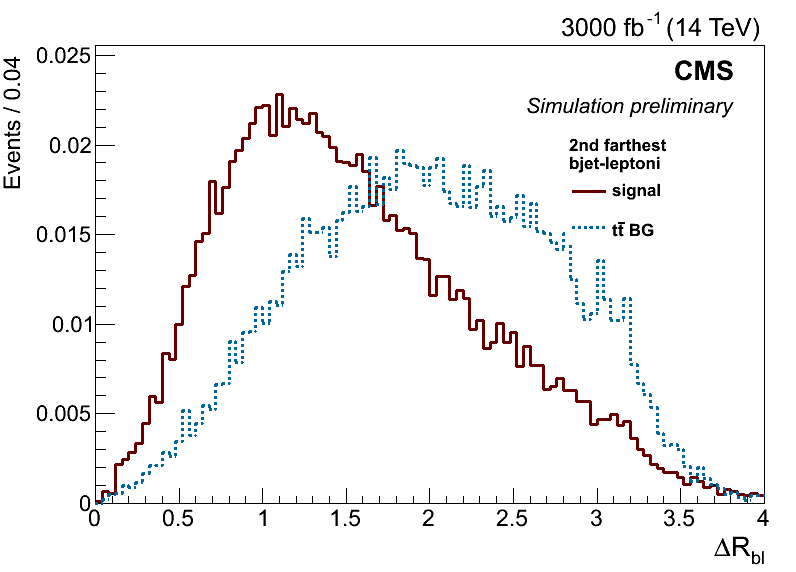 3000 fb⁻¹ (14 TeV)
CMS
Simulation preliminary
2nd farthest
bjet-leptoni
signal
tt̄ BG
Events / 0.04
0.025
0.02
0.015
0.01
0.005
0
0 0.5 1 1.5 2 2.5 3 3.5 4
ΔR_bl